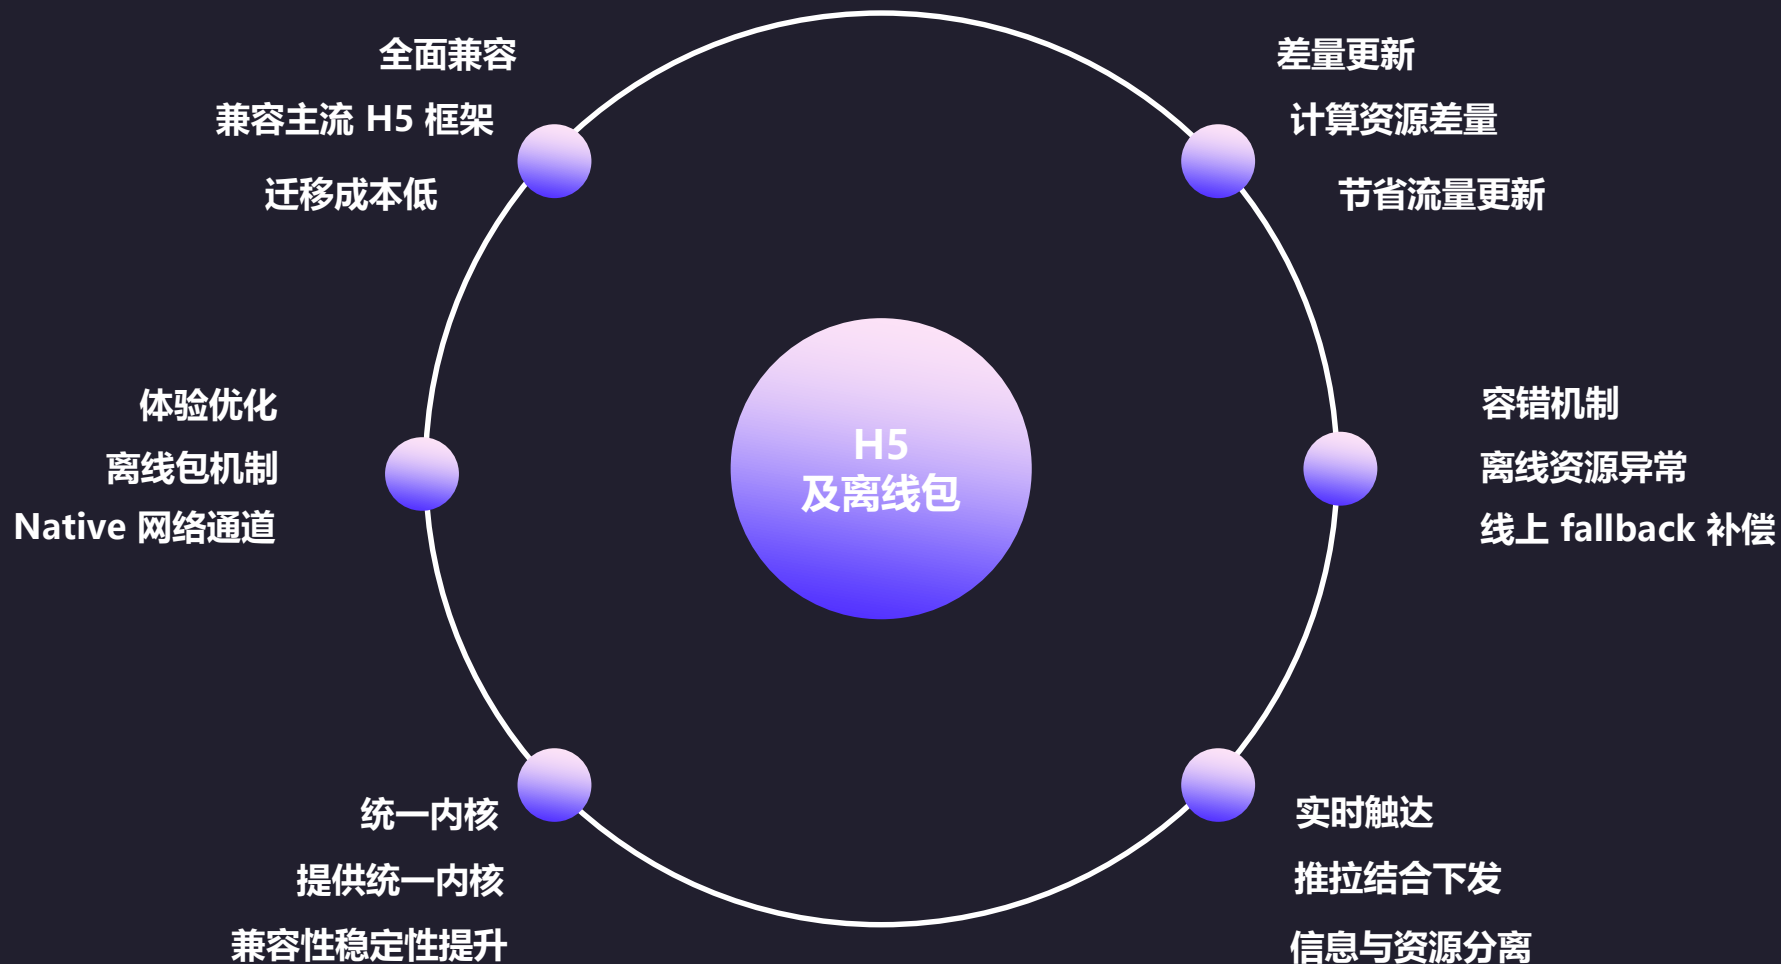 全面兼容
兼容主流 H5 框架
迁移成本低
差量更新
计算资源差量
节省流量更新
体验优化
离线包机制
Native 网络通道
H5
及离线包
容错机制
离线资源异常
线上 fallback 补偿
统一内核
提供统一内核
兼容性稳定性提升
实时触达
推拉结合下发
信息与资源分离